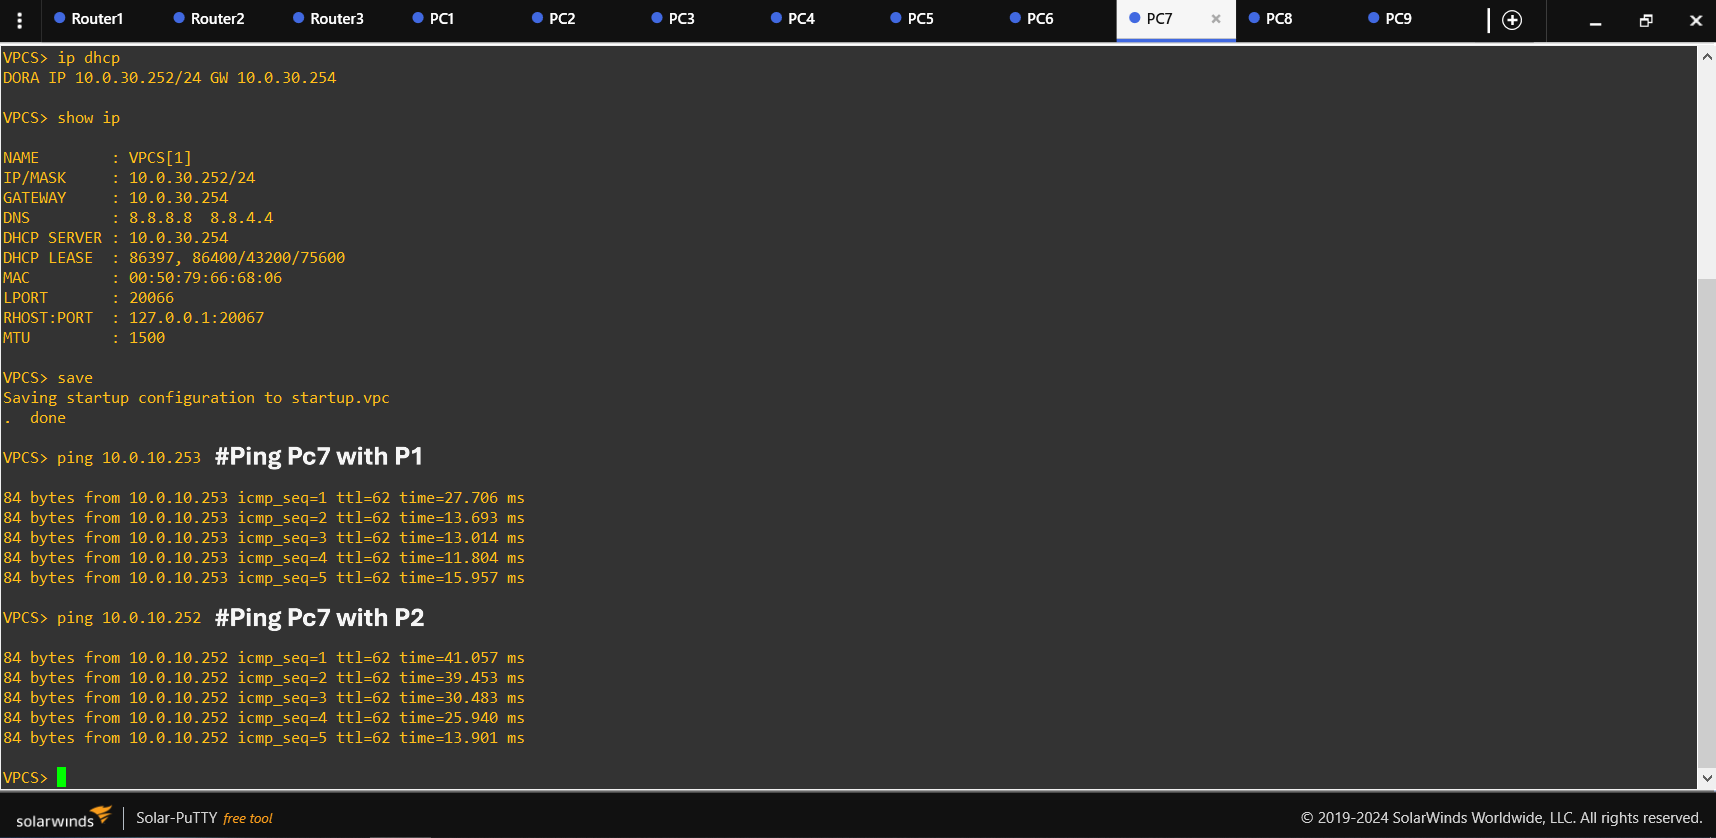 Router1 Router2 Router3 PC1 PC2 PC3 PC4 PC5 PC6 PC7 PC8 PC9
VPCS> ip dhcp
DORA IP 10.0.30.252/24 GW 10.0.30.254
VPCS> show ip
NAME        : VPCS[1]
IP/MASK     : 10.0.30.252/24
GATEWAY     : 10.0.30.254
DNS         : 8.8.8.8  8.8.4.4
DHCP SERVER : 10.0.30.254
DHCP LEASE  : 86397, 86400/43200/75600
MAC         : 00:50:79:66:68:06
LPORT       : 20066
RHOST:PORT  : 127.0.0.1:20067
MTU         : 1500
VPCS> save
Saving startup configuration to startup.vpc
.  done
VPCS> ping 10.0.10.253 #Ping Pc7 with P1
84 bytes from 10.0.10.253 icmp_seq=1 ttl=62 time=27.706 ms
84 bytes from 10.0.10.253 icmp_seq=2 ttl=62 time=13.693 ms
84 bytes from 10.0.10.253 icmp_seq=3 ttl=62 time=13.014 ms
84 bytes from 10.0.10.253 icmp_seq=4 ttl=62 time=11.804 ms
84 bytes from 10.0.10.253 icmp_seq=5 ttl=62 time=15.957 ms
VPCS> ping 10.0.10.252 #Ping Pc7 with P2
84 bytes from 10.0.10.252 icmp_seq=1 ttl=62 time=41.057 ms
84 bytes from 10.0.10.252 icmp_seq=2 ttl=62 time=39.453 ms
84 bytes from 10.0.10.252 icmp_seq=3 ttl=62 time=30.483 ms
84 bytes from 10.0.10.252 icmp_seq=4 ttl=62 time=25.940 ms
84 bytes from 10.0.10.252 icmp_seq=5 ttl=62 time=13.901 ms
VPCS>
solarwinds Solar-PuTTY free tool © 2019-2024 SolarWinds Worldwide, LLC. All rights reserved.